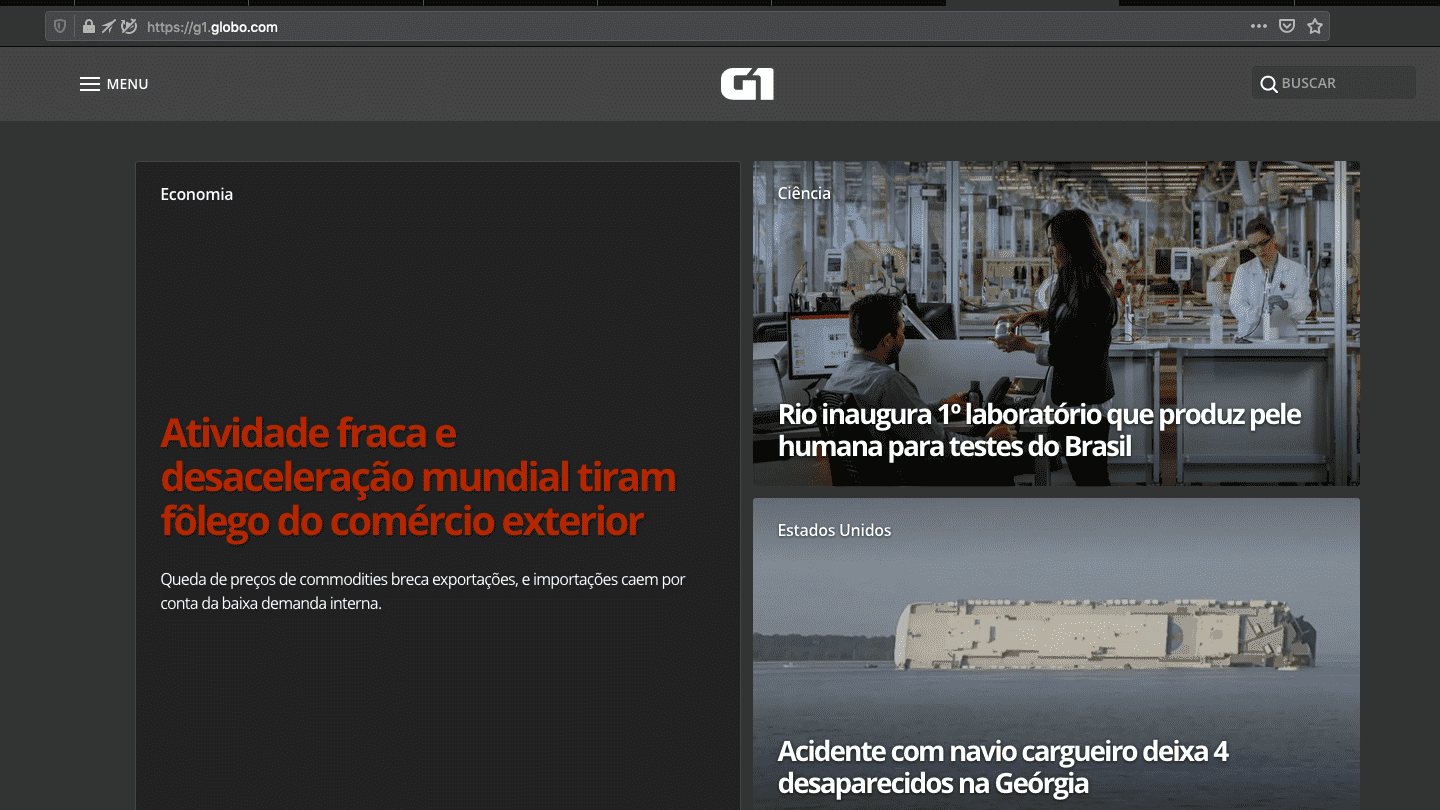 https://g1.globo.com
MENU
G1
BUSCAR
Economia
Atividade fraca e
desaceleração mundial tiram
fôlego do comércio exterior
Queda de preços de commodities breca exportações, e importações caem por
conta da baixa demanda interna.
Ciência
Rio inaugura 1º laboratório que produz pele
humana para testes do Brasil
Estados Unidos
Acidente com navio cargueiro deixa 4
desaparecidos na Geórgia